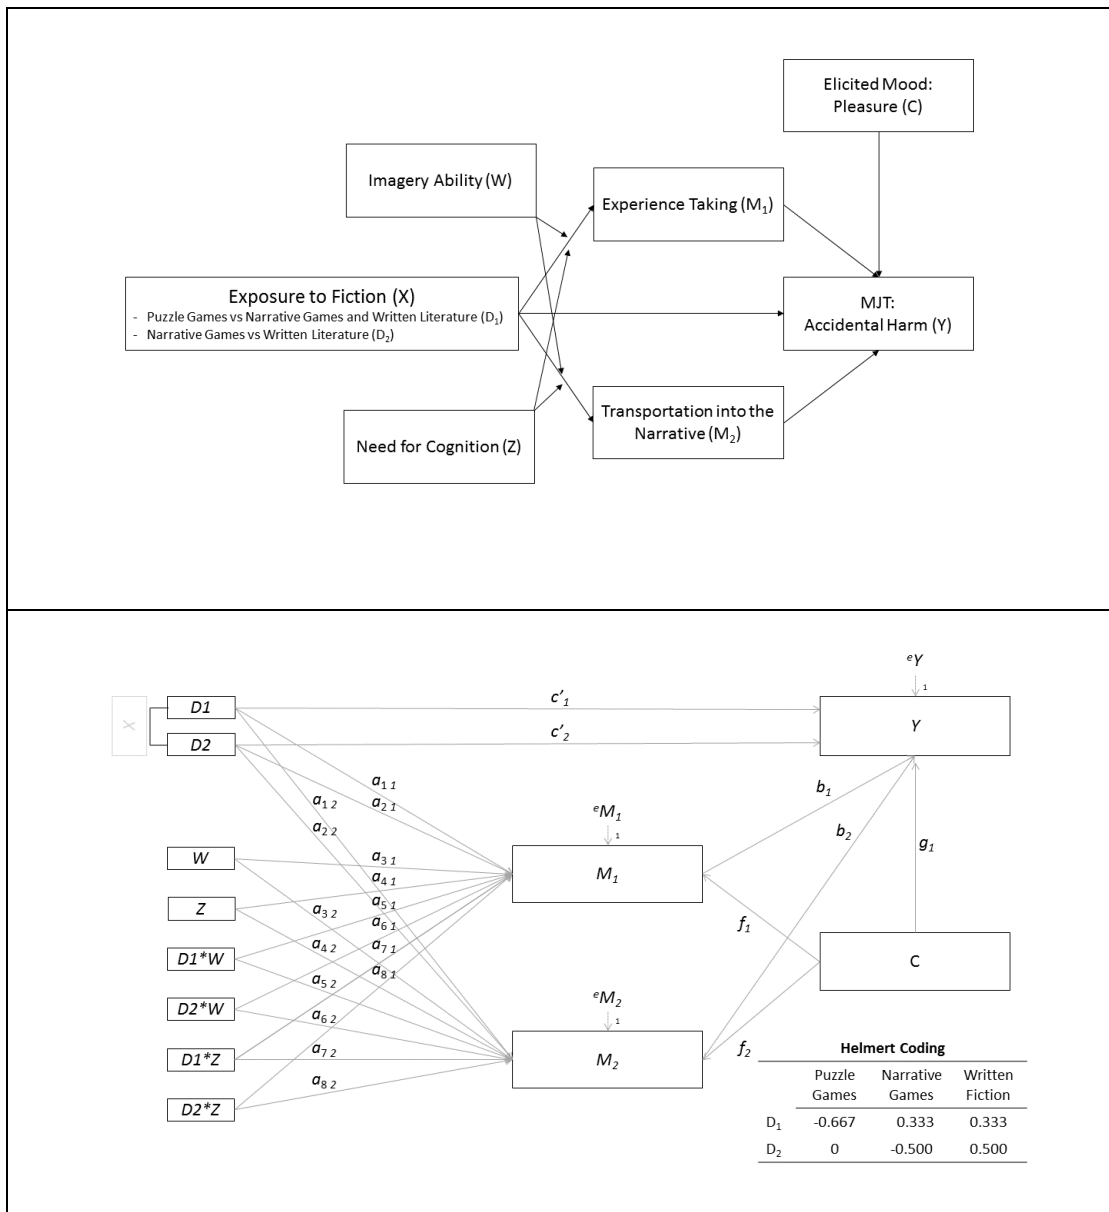 Elicited Mood:
Pleasure (C)
Imagery Ability (W)
Experience Taking (M1)
Exposure to Fiction (X)
- Puzzle Games vs Narrative Games and Written Literature (D1)
- Narrative Games vs Written Literature (D2)
MJT:
Accidental Harm (Y)
Transportation into the
Narrative (M2)
Need for Cognition (Z)
eY
1
X
D1
c'1
Y
D2
c'2
a1 1
a2 1
a1 2
a2 2
b1
b2
g1
eM1
1
W
a3 1
M1
Z
a4 1
a3 2
a5 1
a6 1
f1
D1*W
a4 2
a7 1
a8 1
C
a5 2
D2*W
a6 2
eM2
1
f2
D1*Z
a7 2
M2
a8 2
D2*Z
Helmert Coding
Puzzle Narrative Written
Games Games Fiction
D1 -0.667 0.333 0.333
D2 0 -0.500 0.500